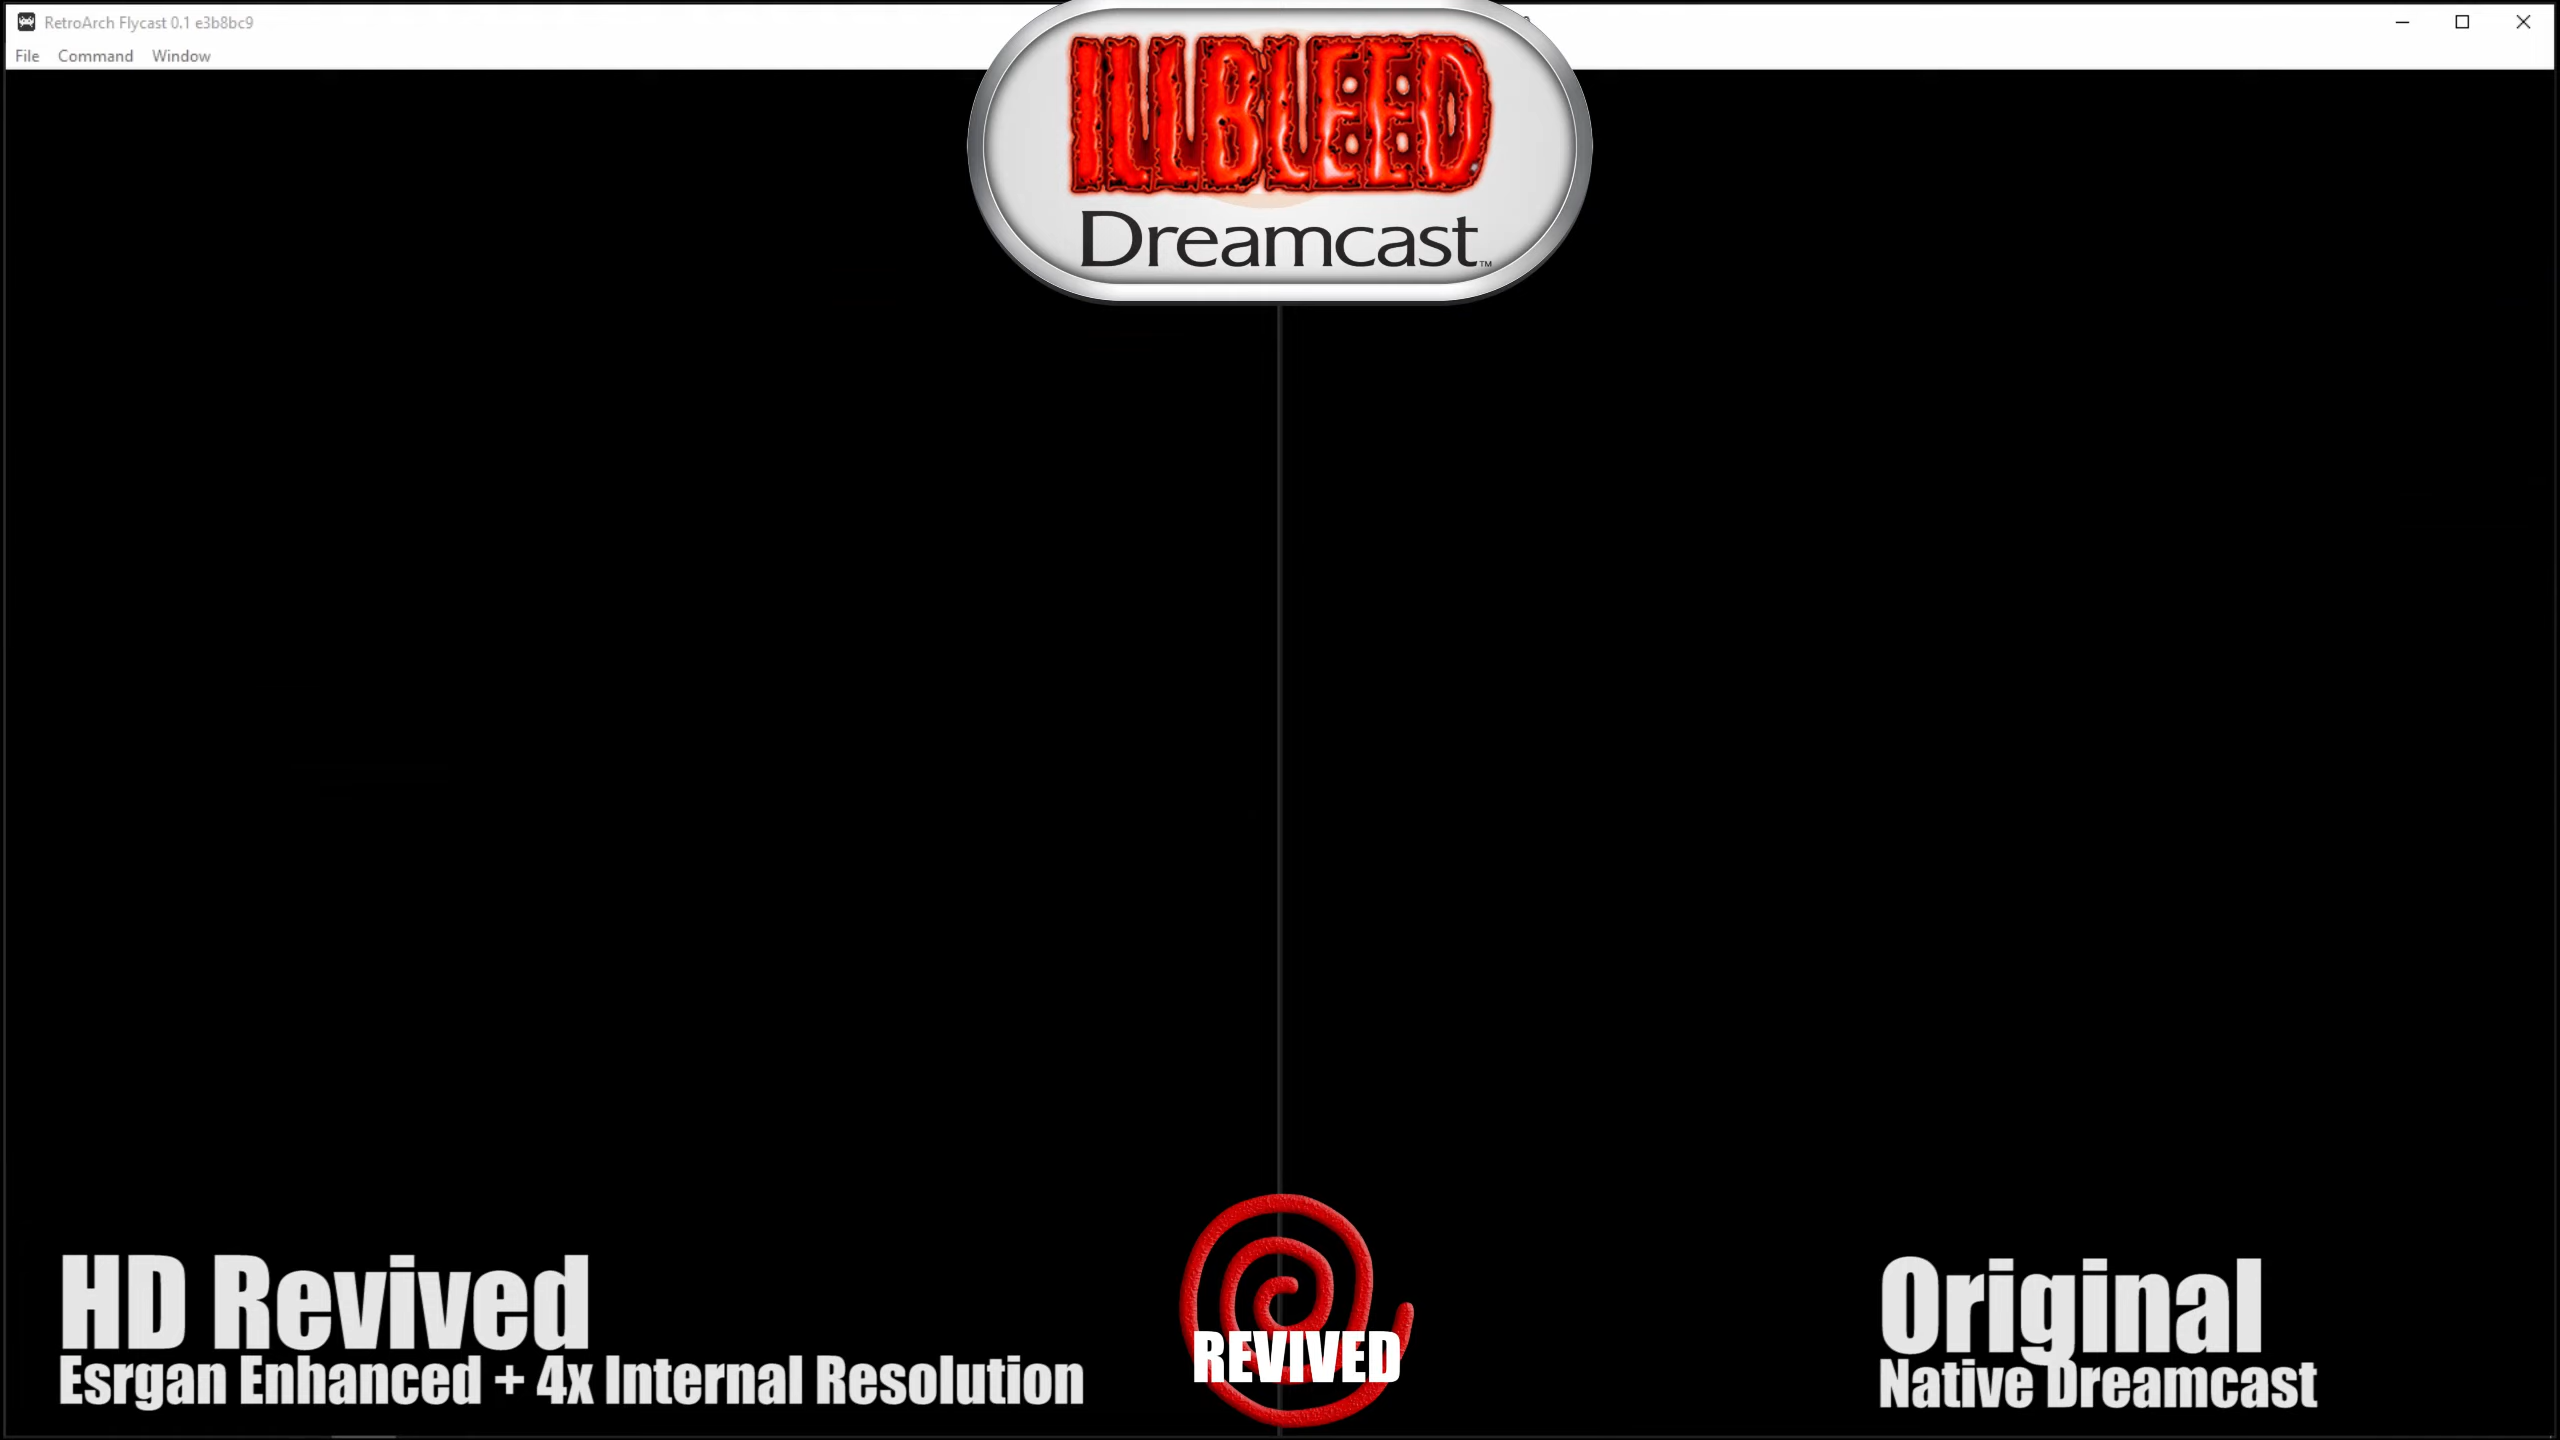 RetroArch Flycast 0.1 e3b8bc9
File Command Window
ILLBLEED
Dreamcast™
HD Revived
Esrgan Enhanced + 4x Internal Resolution
REVIVED
Original
Native Dreamcast